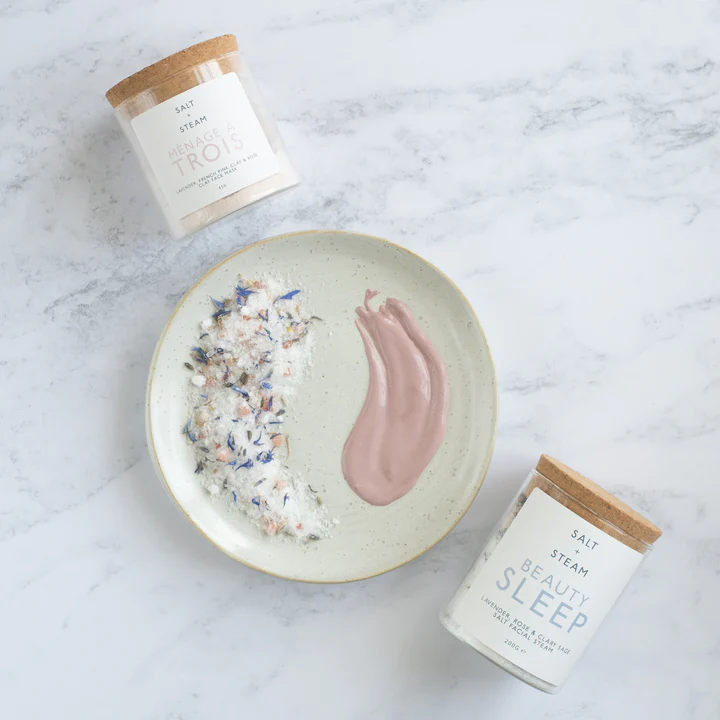 SALT
+
STEAM
MÉNAGE À
TROIS
LAVENDER, FRENCH PINK CLAY & ROSE
CLAY FACE MASK
SALT
+
STEAM
BEAUTY
SLEEP
LAVENDER, ROSE & CLARY SAGE
SALT FACIAL STEAM
200G e